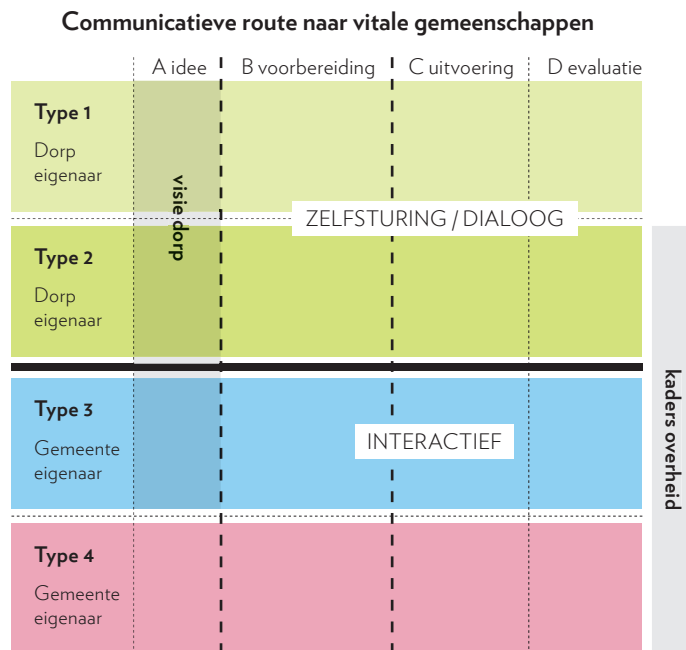 Communicatieve route naar vitale gemeenschappen
A idee
B voorbereiding
C uitvoering
D evaluatie
Type 1
Dorp
eigenaar
visie dorp
ZELFSTURING / DIALOOG
Type 2
Dorp
eigenaar
kaders overheid
Type 3
Gemeente
eigenaar
INTERACTIEF
Type 4
Gemeente
eigenaar